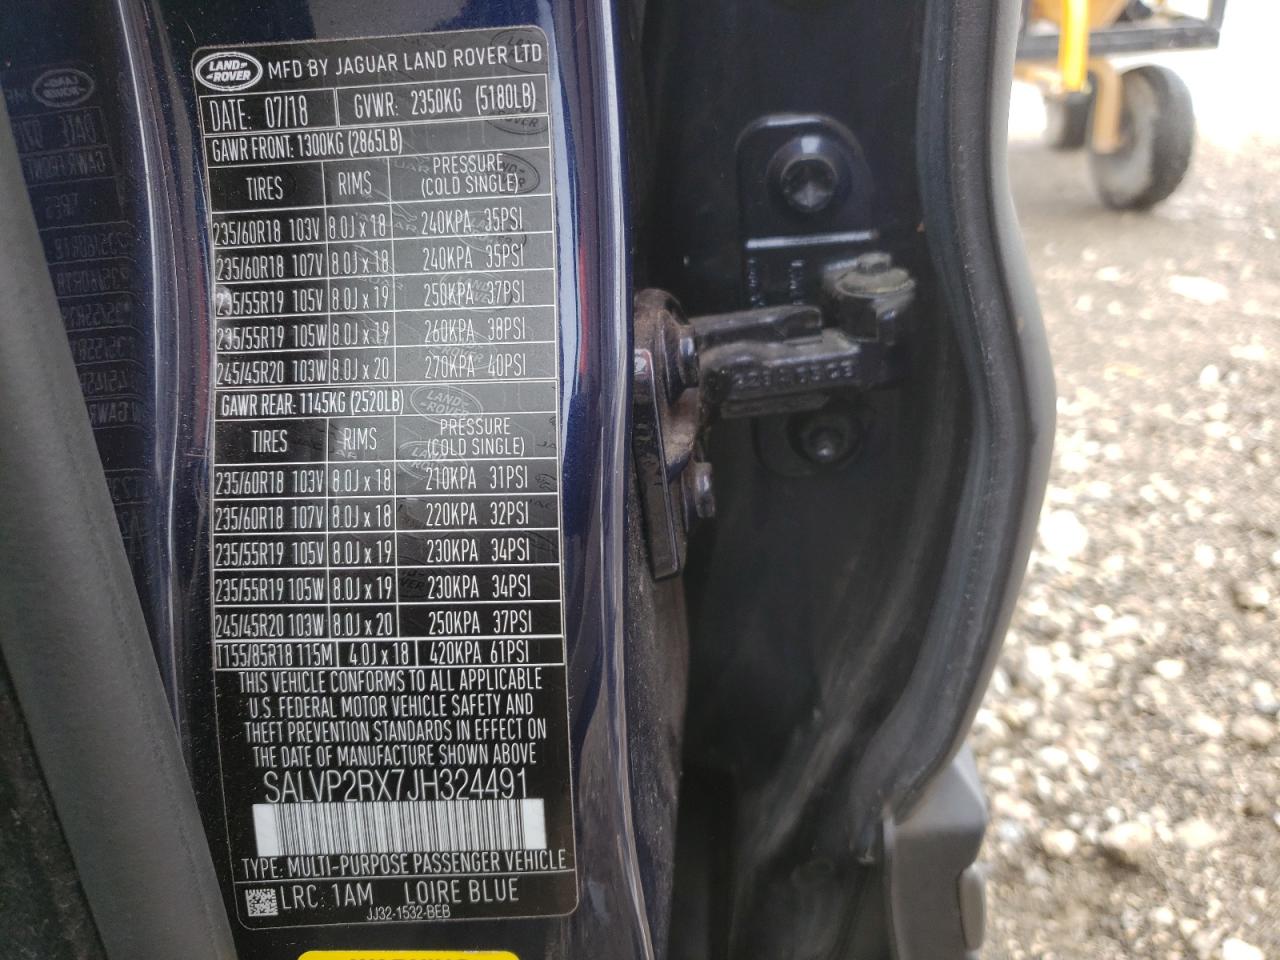 LAND ROVER MFD BY JAGUAR LAND ROVER LTD
DATE: 07/18 GVWR: 2350KG (5180LB)
GAWR FRONT: 1300KG (2865LB)
TIRES RIMS PRESSURE (COLD SINGLE)
235/60R18 103V 8.0J x 18 240KPA 35PSI
235/60R18 107V 8.0J x 18 240KPA 35PSI
235/55R19 105V 8.0J x 19 250KPA 37PSI
235/55R19 105W 8.0J x 19 260KPA 38PSI
245/45R20 103W 8.0J x 20 270KPA 40PSI
GAWR REAR: 1145KG (2520LB)
TIRES RIMS PRESSURE (COLD SINGLE)
235/60R18 103V 8.0J x 18 210KPA 31PSI
235/60R18 107V 8.0J x 18 220KPA 32PSI
235/55R19 105V 8.0J x 19 230KPA 34PSI
235/55R19 105W 8.0J x 19 230KPA 34PSI
245/45R20 103W 8.0J x 20 250KPA 37PSI
T155/85R18 115M 4.0J x 18 420KPA 61PSI
THIS VEHICLE CONFORMS TO ALL APPLICABLE
U.S. FEDERAL MOTOR VEHICLE SAFETY AND
THEFT PREVENTION STANDARDS IN EFFECT ON
THE DATE OF MANUFACTURE SHOWN ABOVE
SALVP2RX7JH324491
TYPE: MULTI-PURPOSE PASSENGER VEHICLE
LRC: 1AM LOIRE BLUE
JJ32-1532-BEB